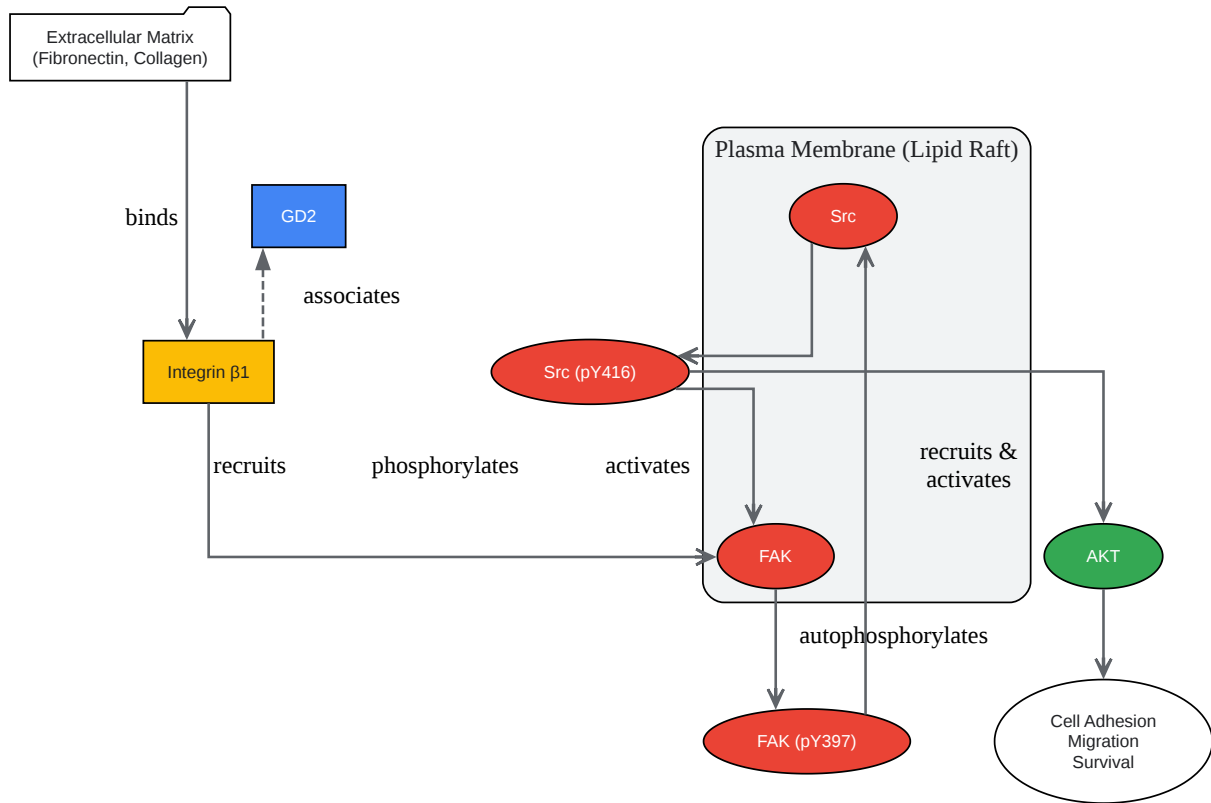 Extracellular Matrix
(Fibronectin, Collagen)
Plasma Membrane (Lipid Raft)
binds
GD2
Src
associates
Integrin β1
Src (pY416)
recruits
phosphorylates
activates
recruits &
activates
FAK
AKT
autophosphorylates
FAK (pY397)
Cell Adhesion
Migration
Survival